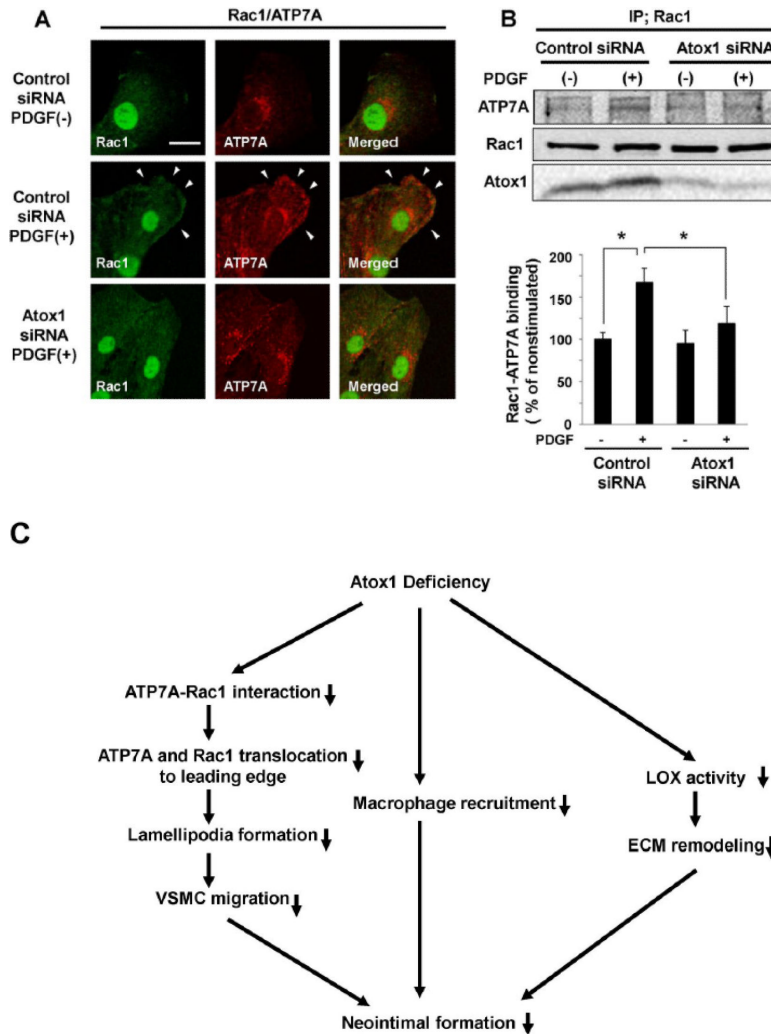 A
Rac1/ATP7A
Control
siRNA
PDGF(-)
Rac1
ATP7A
Merged
Control
siRNA
PDGF(+)
Rac1
ATP7A
Merged
Atox1
siRNA
PDGF(+)
Rac1
ATP7A
Merged
B
IP; Rac1
Control siRNA Atox1 siRNA
PDGF (-) (+) (-) (+)
ATP7A
Rac1
Atox1
* *
Rac1-ATP7A binding
( % of nonstimulated)
200
150
100
50
0
PDGF - + - +
Control
siRNA
Atox1
siRNA
C
Atox1 Deficiency
ATP7A-Rac1 interaction
ATP7A and Rac1 translocation
to leading edge
Lamellipodia formation
VSMC migration
Macrophage recruitment
LOX activity
ECM remodeling
Neointimal formation